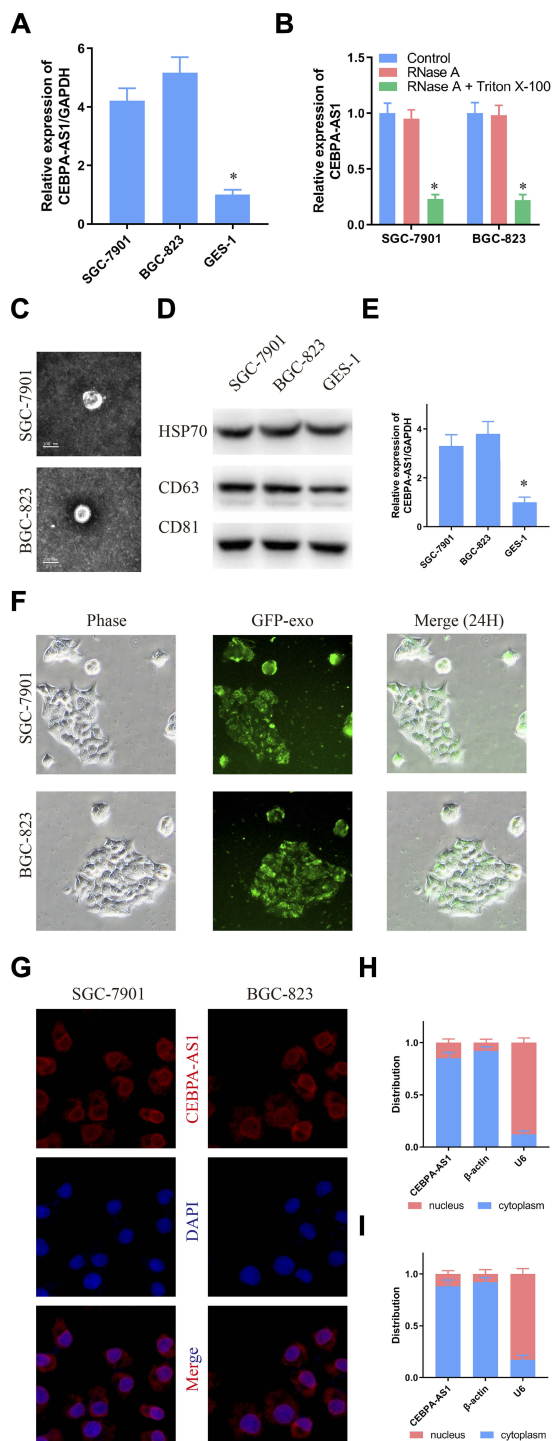 A
Relative expression of
CEBPA-AS1/GAPDH
6
4
2
0
*
SGC-7901
BGC-823
GES-1
B
Relative expression of
CEBPA-AS1
1.5
1.0
0.5
0.0
Control
RNase A
RNase A + Triton X-100
*
*
SGC-7901
BGC-823
C
SGC-7901
BGC-823
D
SGC-7901
BGC-823
GES-1
HSP70
CD63
CD81
E
Relative expression of
CEBPA-AS1/GAPDH
4
2
0
*
SGC-7901
BGC-823
GES-1
F
Phase
GFP-exo
Merge (24H)
SGC-7901
BGC-823
G
SGC-7901
BGC-823
CEBPA-AS1
DAPI
Merge
H
Distribution
1.0
0.5
0.0
CEBPA-AS1
β-actin
U6
nucleus
cytoplasm
I
Distribution
1.0
0.5
0.0
CEBPA-AS1
β-actin
U6
nucleus
cytoplasm